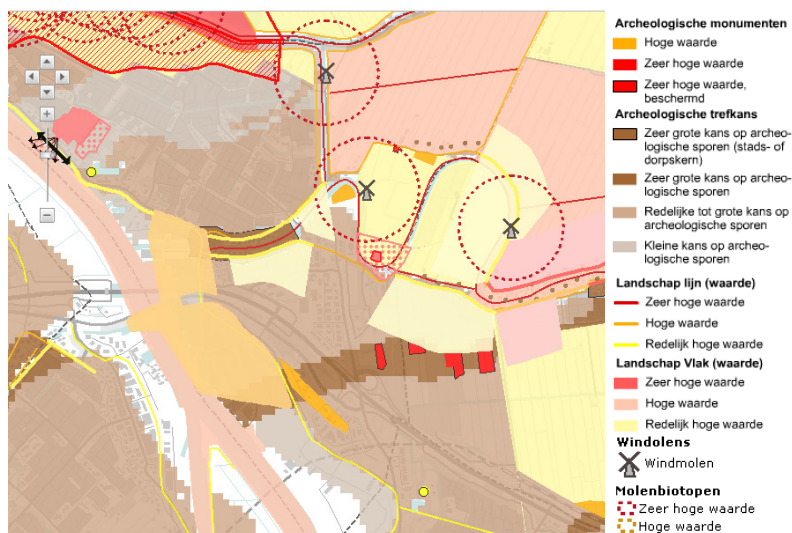 Archeologische monumenten
Hoge waarde
Zeer hoge waarde
Zeer hoge waarde,
beschermd
Archeologische trefkans
Zeer grote kans op archeo-
logische sporen (stads- of
dorpskern)
Zeer grote kans op archeo-
logische sporen
Redelijke tot grote kans op
archeologische sporen
Kleine kans op archeo-
logische sporen
Landschap lijn (waarde)
Zeer hoge waarde
Hoge waarde
Redelijk hoge waarde
Landschap Vlak (waarde)
Zeer hoge waarde
Hoge waarde
Redelijk hoge waarde
Windolens
Windmolen
Molenbiotopen
Zeer hoge waarde
Hoge waarde